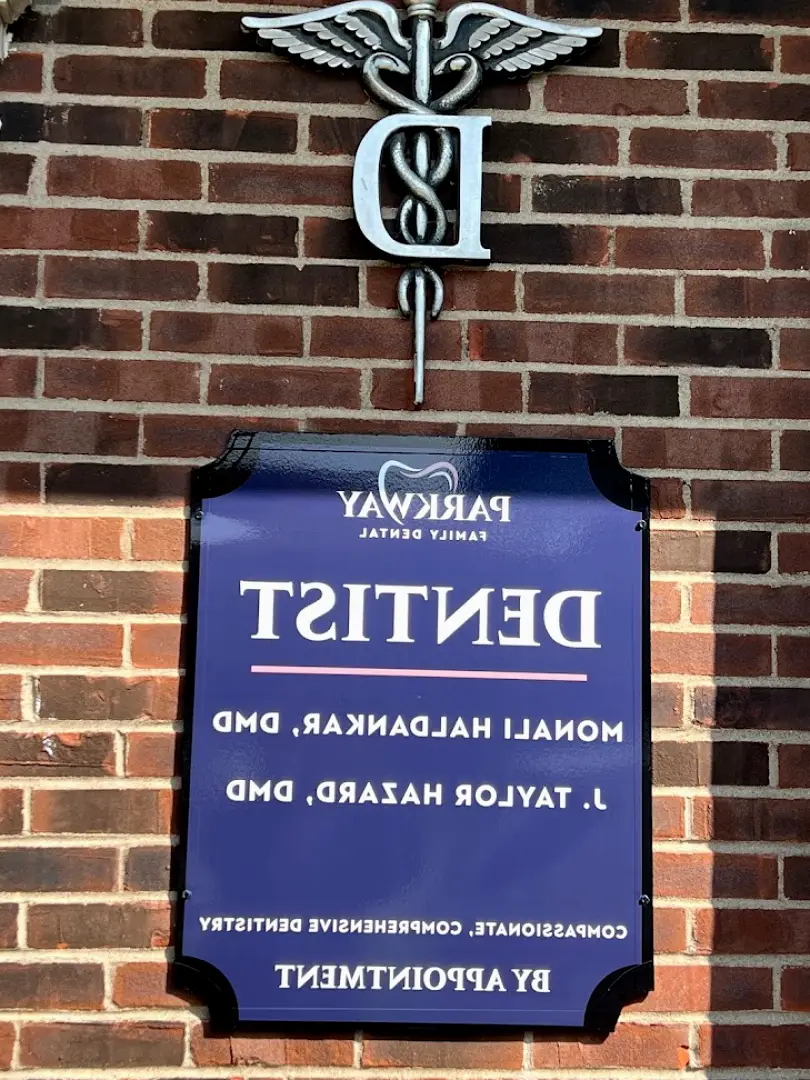 D
PARKWAY
FAMILY DENTAL
DENTIST
MONALI HALDANKAR, DMD
J. TAYLOR HAZARD, DMD
COMPASSIONATE, COMPREHENSIVE DENTISTRY
BY APPOINTMENT